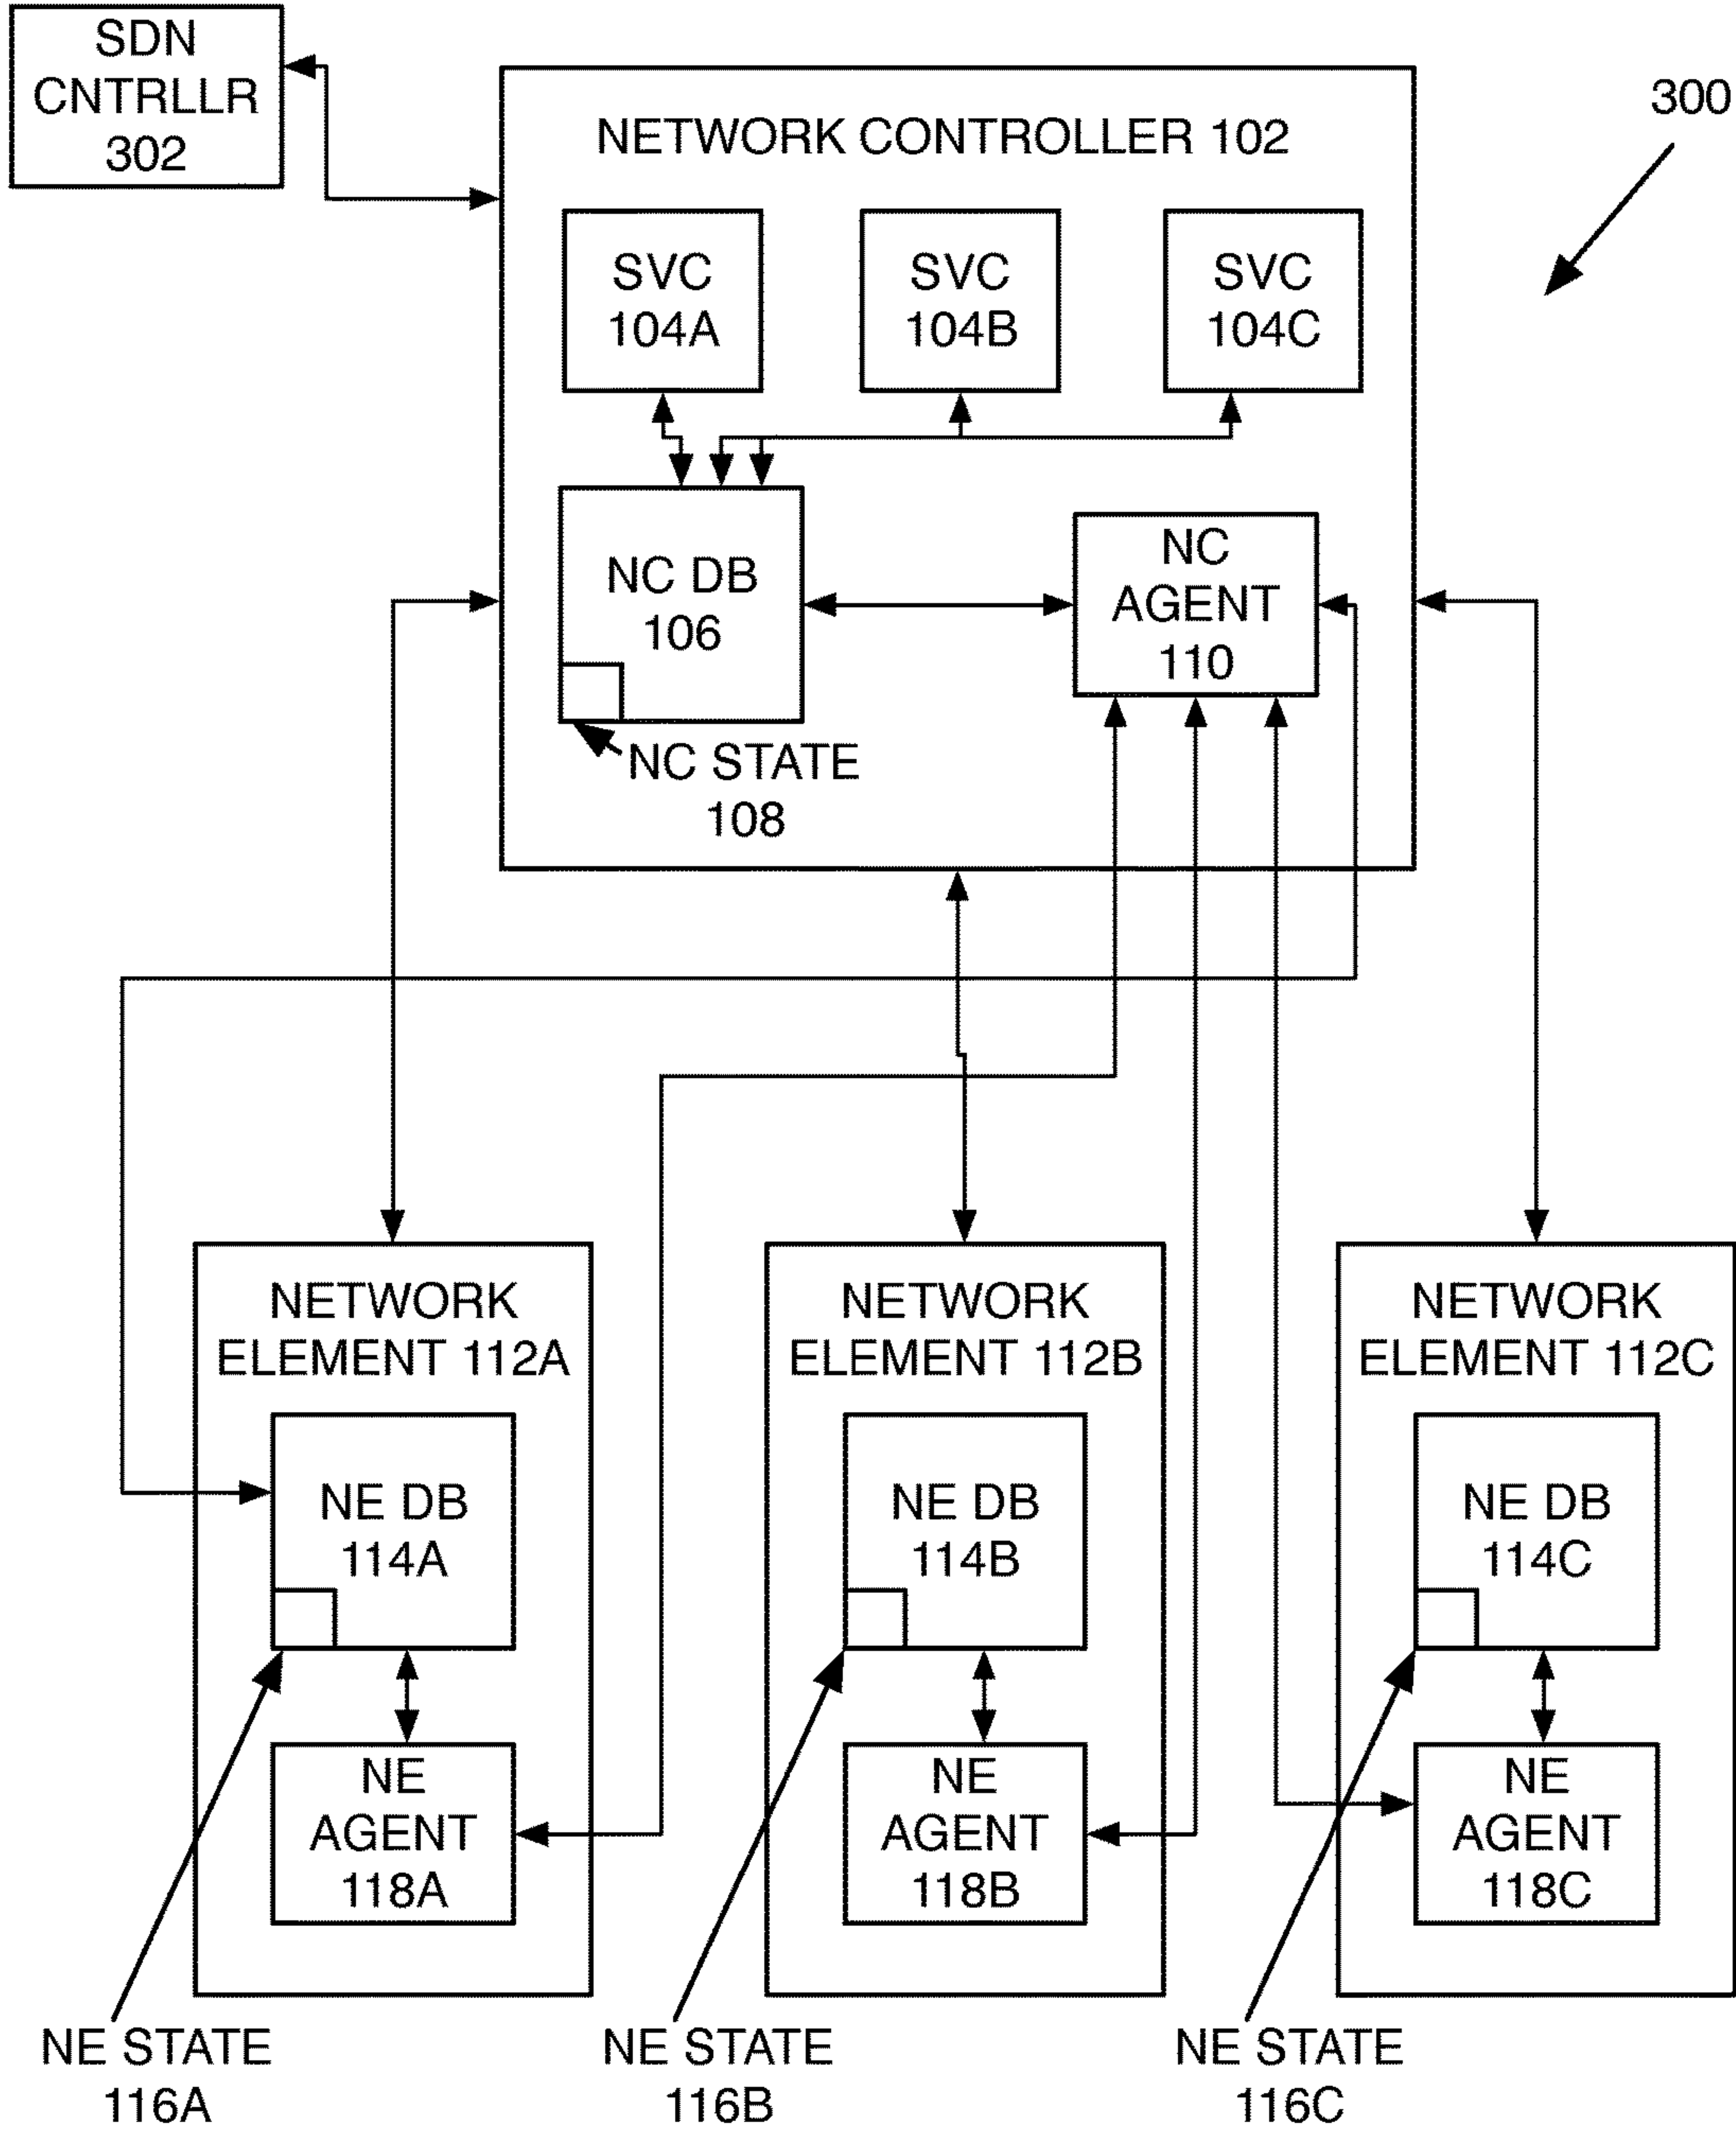 SDN
CNTRLLR
302
300
NETWORK CONTROLLER 102
SVC
104A
SVC
104B
SVC
104C
NC DB
106
NC
AGENT
110
NC STATE
108
NETWORK
ELEMENT 112A
NETWORK
ELEMENT 112B
NETWORK
ELEMENT 112C
NE DB
114A
NE DB
114B
NE DB
114C
NE
AGENT
118A
NE
AGENT
118B
NE
AGENT
118C
NE STATE
116A
NE STATE
116B
NE STATE
116C